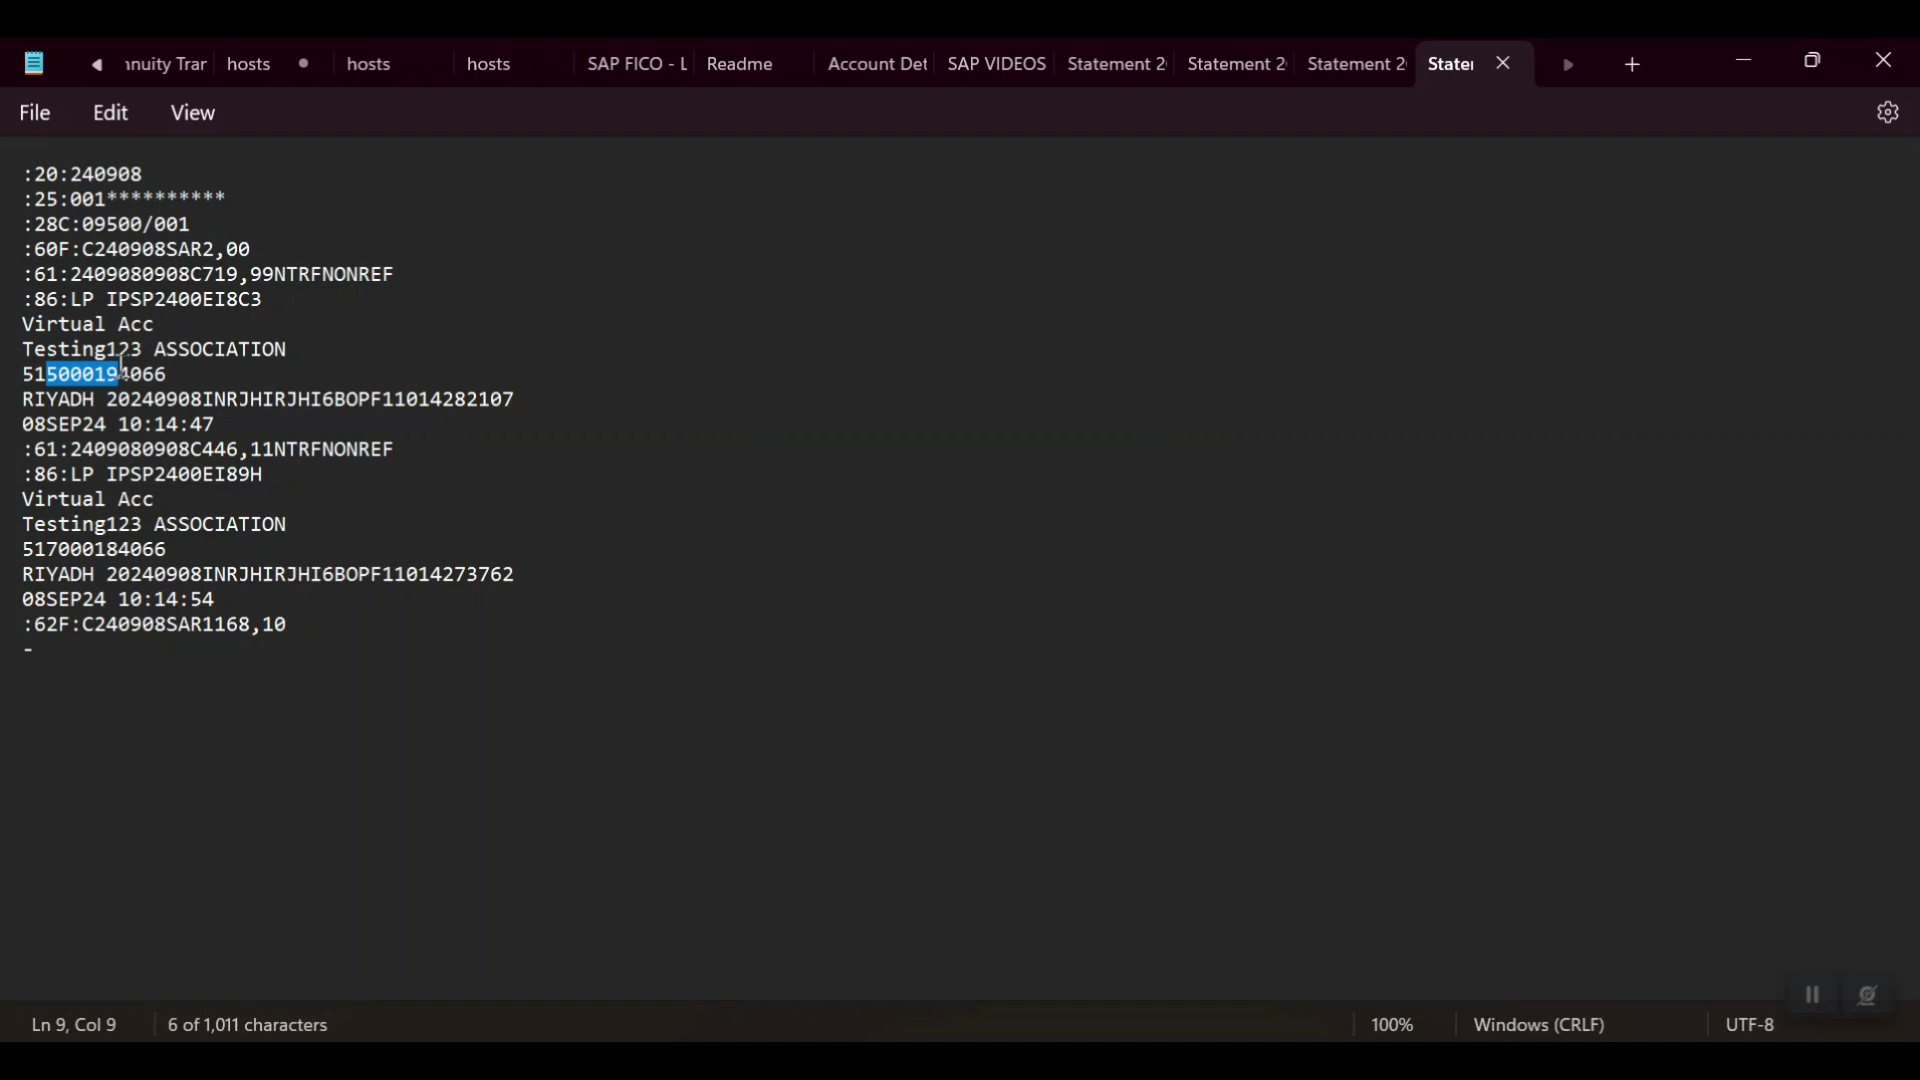 nuity Trar hosts hosts hosts SAP FICO - L Readme Account Det SAP VIDEOS Statement 2 Statement 2 Statement 2 Stater
File Edit View
:20:240908
:25:001**********
:28C:09500/001
:60F:C240908SAR2,00
:61:2409080908C719,99NTRFNONREF
:86:LP IPSP2400EI8C3
Virtual Acc
Testing123 ASSOCIATION
515000194066
RIYADH 20240908INRJHIRJHI6BOPF11014282107
08SEP24 10:14:47
:61:2409080908C446,11NTRFNONREF
:86:LP IPSP2400EI89H
Virtual Acc
Testing123 ASSOCIATION
517000184066
RIYADH 20240908INRJHIRJHI6BOPF11014273762
08SEP24 10:14:54
:62F:C240908SAR1168,10
-
Ln 9, Col 9 6 of 1,011 characters 100% Windows (CRLF) UTF-8